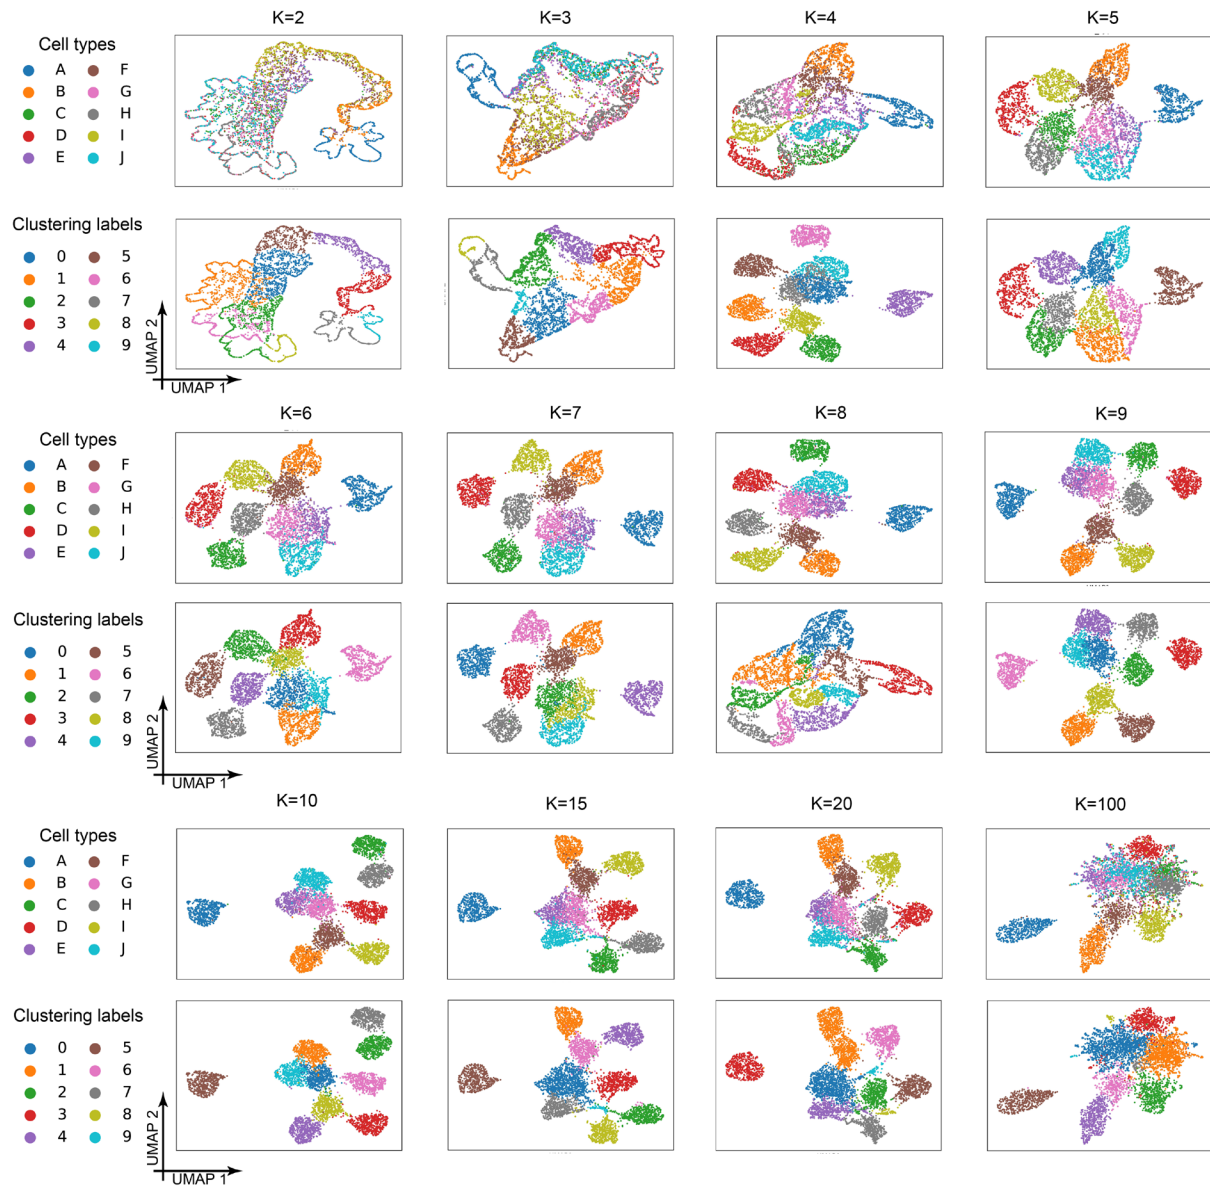 K=2 K=3 K=4 K=5
Cell types
A F
B G
C H
D I
E J
Clustering labels
0 5
1 6
2 7
3 8
4 9
UMAP 2
UMAP 1
K=6 K=7 K=8 K=9
Cell types
A F
B G
C H
D I
E J
Clustering labels
0 5
1 6
2 7
3 8
4 9
UMAP 2
UMAP 1
K=10 K=15 K=20 K=100
Cell types
A F
B G
C H
D I
E J
Clustering labels
0 5
1 6
2 7
3 8
4 9
UMAP 2
UMAP 1